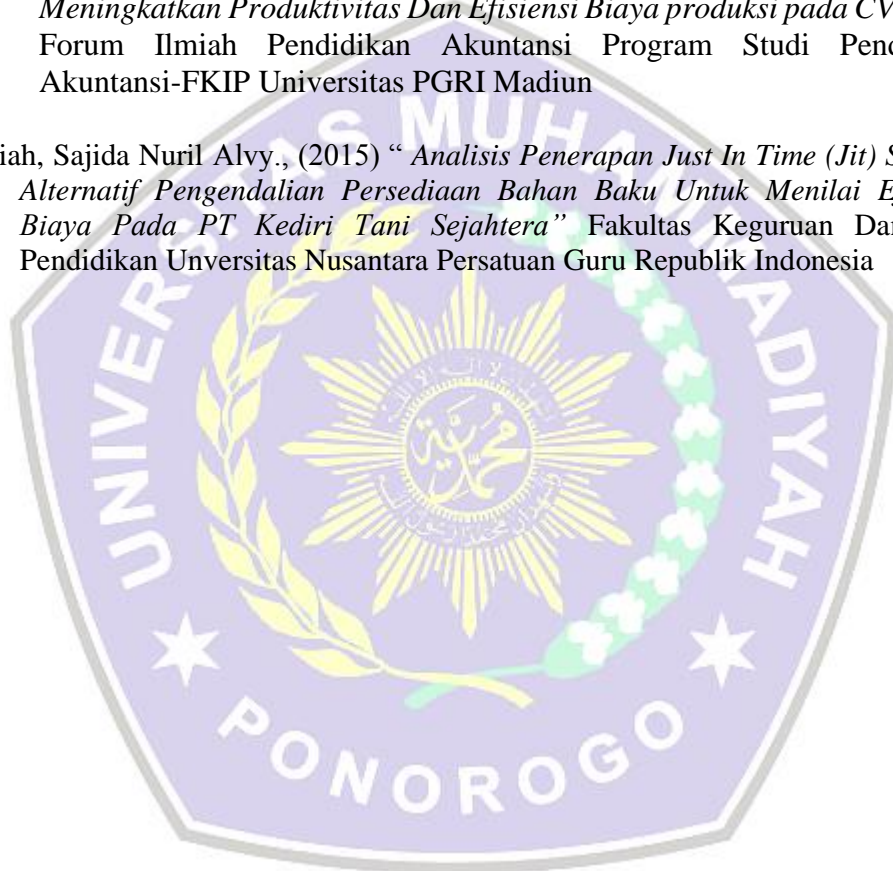 Meningkatkan Produktivitas Dan Efisiensi Biaya produksi pada CV
Forum Ilmiah Pendidikan Akuntansi Program Studi Pend
Akuntansi-FKIP Universitas PGRI Madiun
iah, Sajida Nuril Alvy., (2015) “ Analisis Penerapan Just In Time (Jit) S
Alternatif Pengendalian Persediaan Bahan Baku Untuk Menilai Ef
Biaya Pada PT Kediri Tani Sejahtera” Fakultas Keguruan Dan
Pendidikan Unversitas Nusantara Persatuan Guru Republik Indonesia
UNIVERSITAS MUHAMMADIYAH
محمدية
PONOROGO